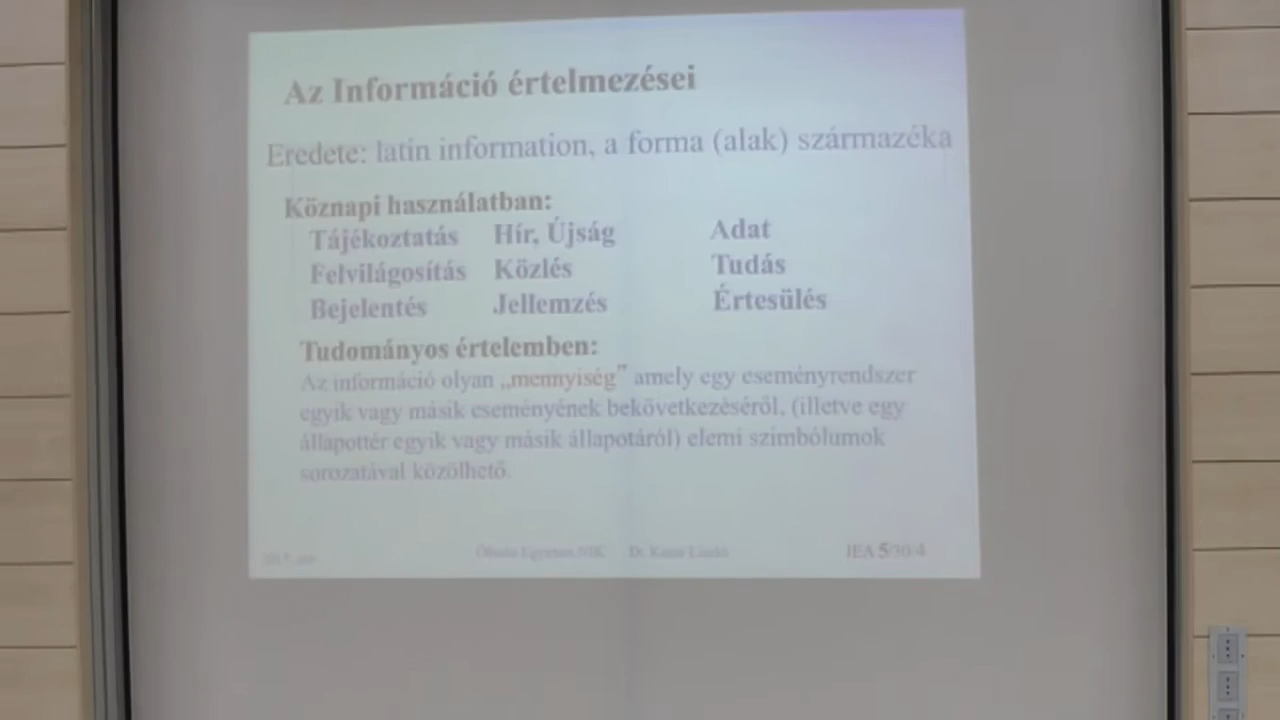 Az Információ értelmezései
Eredete: latin information, a forma (alak) származéka
Köznapi használatban:
Tájékoztatás Hír, Újság Adat
Felvilágosítás Közlés Tudás
Bejelentés Jellemzés Értesülés
Tudományos értelemben:
Az információ olyan „mennyiség” amely egy eseményrendszer
egyik vagy másik eseményének bekövetkezéséről, (illetve egy
állapottér egyik vagy másik állapotáról) elemi szimbólumok
sorozatával közölhető.
Óbudai Egyetem NIK Dr. László IEA 5/30/4